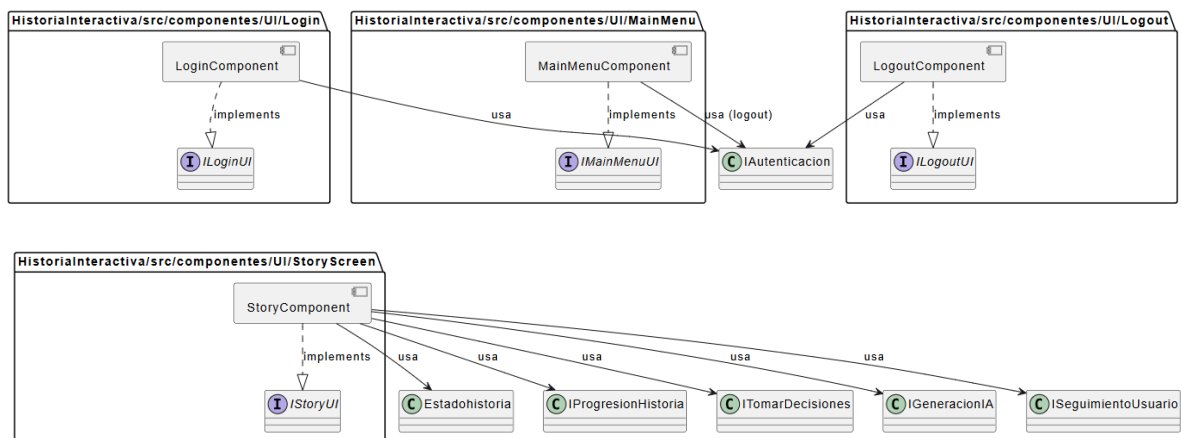 HistoriaInteractiva/src/componentes/UI/Login
HistoriaInteractiva/src/componentes/UI/MainMenu
HistoriaInteractiva/src/componentes/UI/Logout
LoginComponent
MainMenuComponent
LogoutComponent
implements
usa
implements
usa (logout)
usa
implements
I ILoginUI
I IMainMenuUI
C IAutenticacion
I ILogoutUI
HistoriaInteractiva/src/componentes/UI/StoryScreen
StoryComponent
implements
usa
usa
usa
usa
usa
I IStoryUI
C Estadohistoria
C IProgresionHistoria
C ITomarDecisiones
C IGeneracionIA
C ISeguimientoUsuario